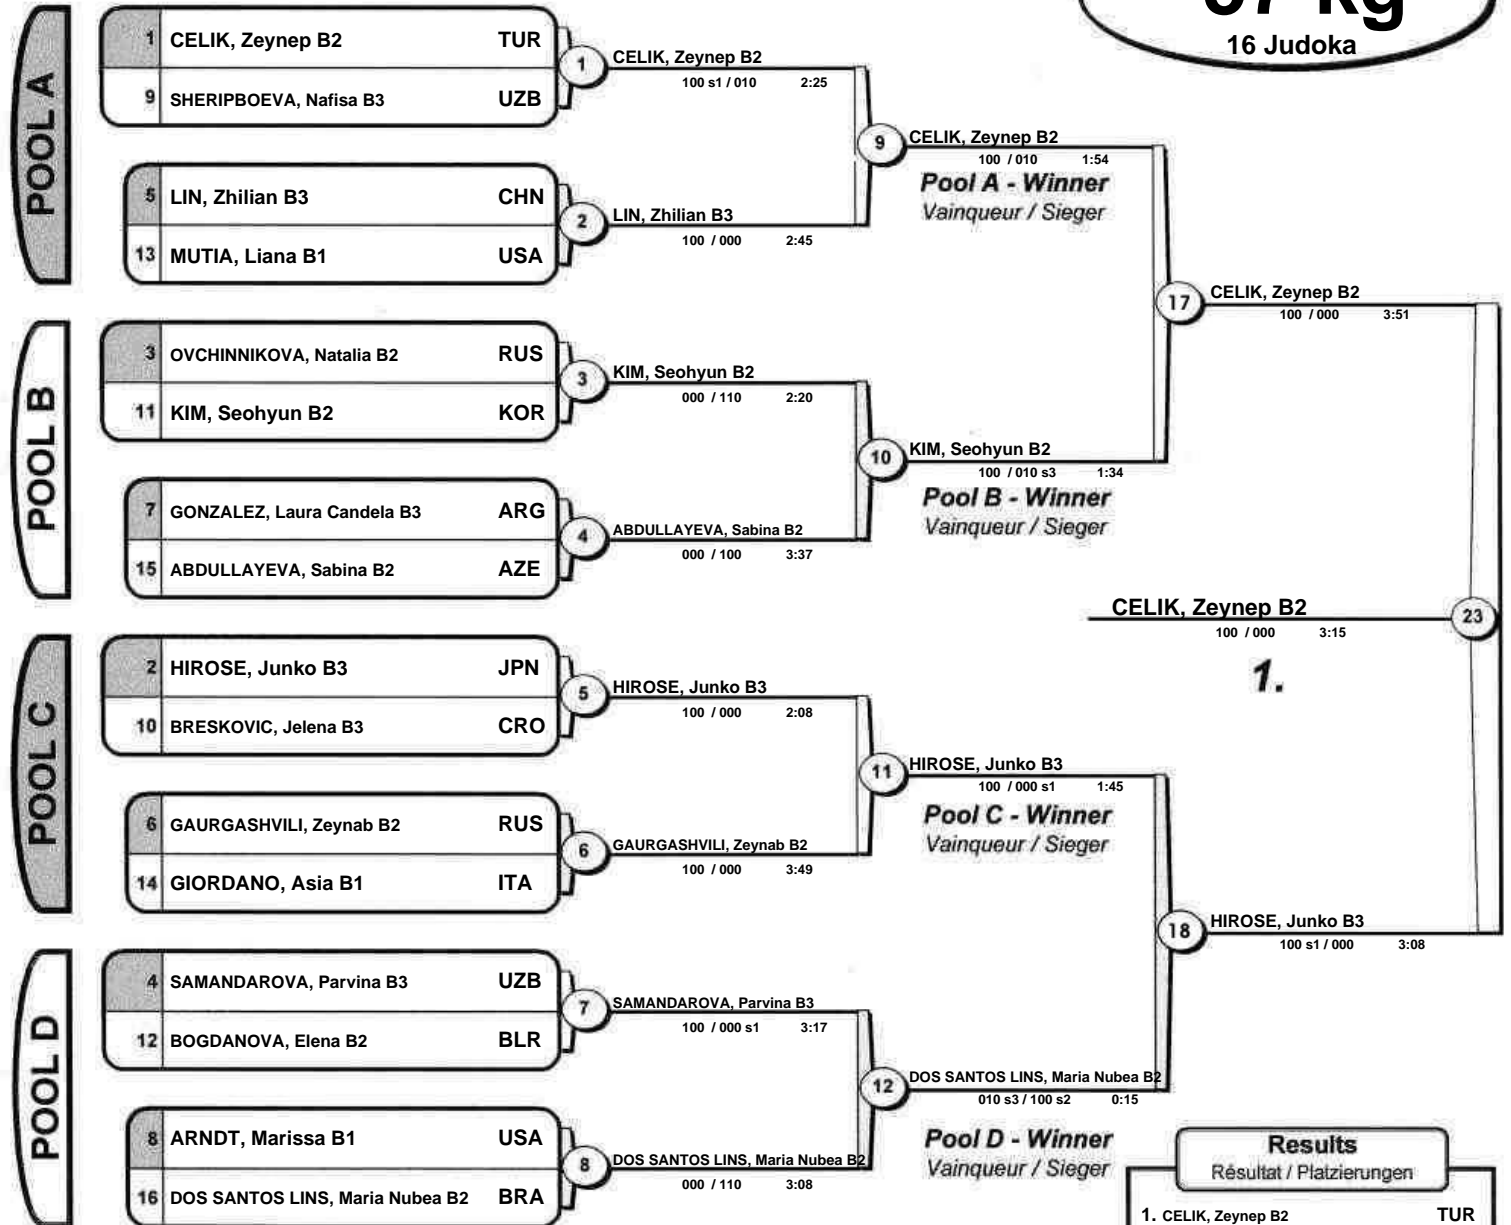 57 kg
16 Judoka
POOL A
1 CELIK, Zeynep B2 TUR
9 SHERIPBOEVA, Nafisa B3 UZB
1
CELIK, Zeynep B2
100 s1 / 010 2:25
5 LIN, Zhilian B3 CHN
13 MUTIA, Liana B1 USA
2
LIN, Zhilian B3
100 / 000 2:45
9
CELIK, Zeynep B2
100 / 010 1:54
Pool A - Winner
Vainqueur / Sieger
POOL B
3 OVCHINNIKOVA, Natalia B2 RUS
11 KIM, Seohyun B2 KOR
3
KIM, Seohyun B2
000 / 110 2:20
7 GONZALEZ, Laura Candela B3 ARG
15 ABDULLAYEVA, Sabina B2 AZE
4
ABDULLAYEVA, Sabina B2
000 / 100 3:37
10
KIM, Seohyun B2
100 / 010 s3 1:34
Pool B - Winner
Vainqueur / Sieger
17
CELIK, Zeynep B2
100 / 000 3:51
POOL C
2 HIROSE, Junko B3 JPN
10 BRESKOVIC, Jelena B3 CRO
5
HIROSE, Junko B3
100 / 000 2:08
6 GAURGASHVILI, Zeynab B2 RUS
14 GIORDANO, Asia B1 ITA
6
GAURGASHVILI, Zeynab B2
100 / 000 3:49
11
HIROSE, Junko B3
100 / 000 s1 1:45
Pool C - Winner
Vainqueur / Sieger
POOL D
4 SAMANDAROVA, Parvina B3 UZB
12 BOGDANOVA, Elena B2 BLR
7
SAMANDAROVA, Parvina B3
100 / 000 s1 3:17
8 ARNDT, Marissa B1 USA
16 DOS SANTOS LINS, Maria Nubea B2 BRA
8
DOS SANTOS LINS, Maria Nubea B2
000 / 110 3:08
12
DOS SANTOS LINS, Maria Nubea B2
010 s3 / 100 s2 0:15
Pool D - Winner
Vainqueur / Sieger
18
HIROSE, Junko B3
100 s1 / 000 3:08
23
CELIK, Zeynep B2
100 / 000 3:15
1.
Results
Résultat / Platzierungen
1. CELIK, Zeynep B2 TUR